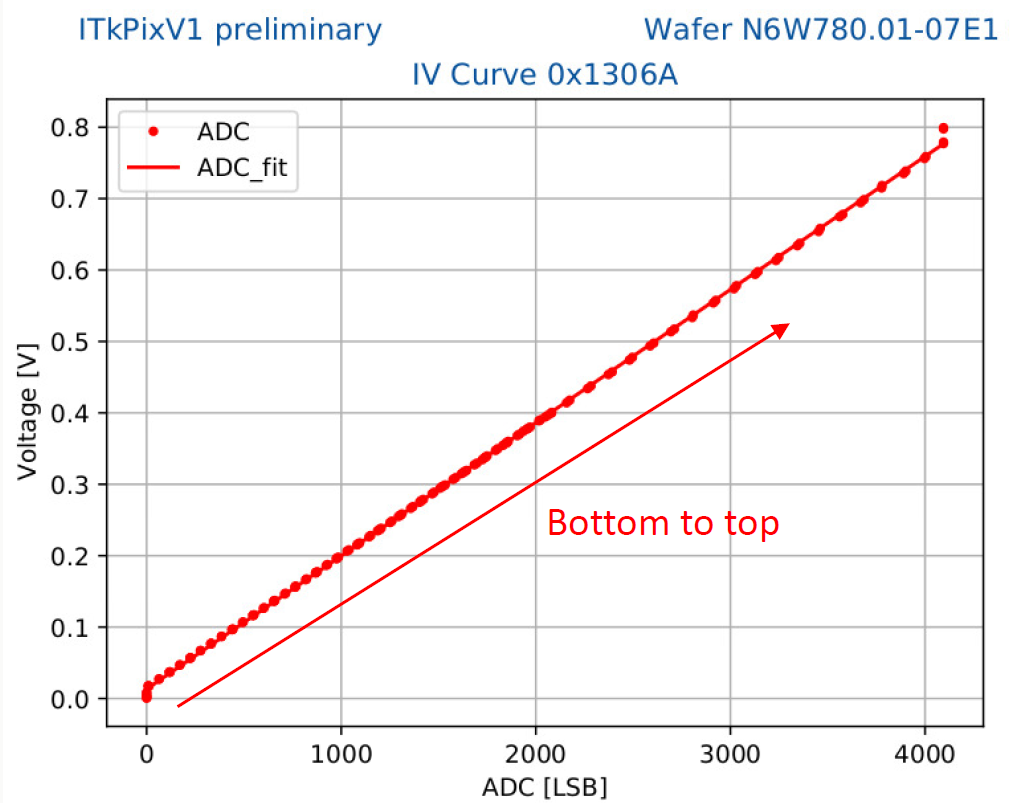 ITkPixV1 preliminary
Wafer N6W780.01-07E1
IV Curve 0x1306A
ADC
ADC_fit
0.8
0.7
0.6
0.5
0.4
0.3
0.2
0.1
0.0
Voltage [V]
Bottom to top
0 1000 2000 3000 4000
ADC [LSB]